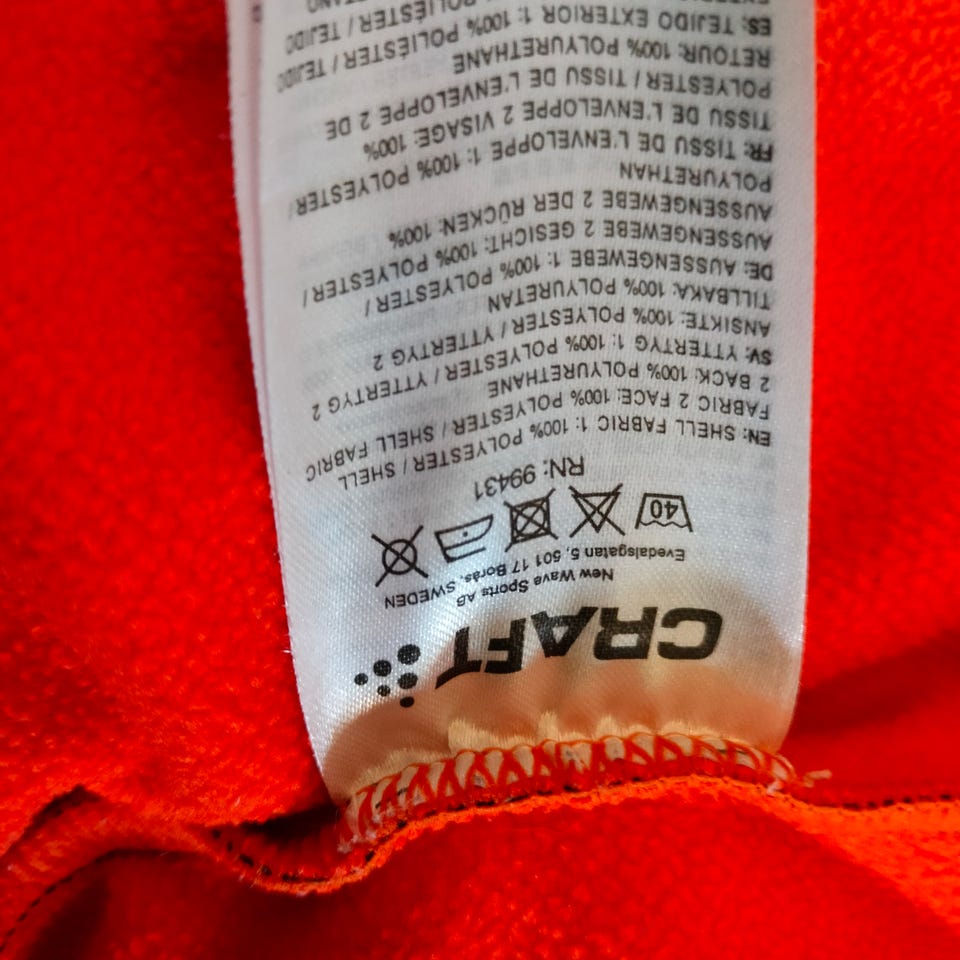 CRAFT
New Wave Sports AB
Evedalsgatan 5, 501 17 Borås, SWEDEN
40
RN: 99431
EN: SHELL FABRIC 1: 100% POLYESTER / SHELL
FABRIC 2 FACE: 100% POLYESTER / SHELL FABRIC
2 BACK: 100% POLYURETHANE
SV: YTTERTYG 1: 100% POLYESTER / YTTERTYG 2
ANSIKTE: 100% POLYESTER / YTTERTYG 2
TILLBAKA: 100% POLYURETAN
DE: AUSSENGEWEBE 1: 100% POLYESTER /
AUSSENGEWEBE 2 GESICHT: 100% POLYESTER /
AUSSENGEWEBE 2 DER RÜCKEN: 100%
POLYURETHAN
FR: TISSU DE L'ENVELOPPE 1: 100% POLYESTER /
TISSU DE L'ENVELOPPE 2 VISAGE: 100%
POLYESTER / TISSU DE L'ENVELOPPE 2 DE
RETOUR: 100% POLYURETHANE
ES: TEJIDO EXTERIOR 1: 100% POLIÉSTER / TEJIDO
POLIÉSTER / TEJIDO